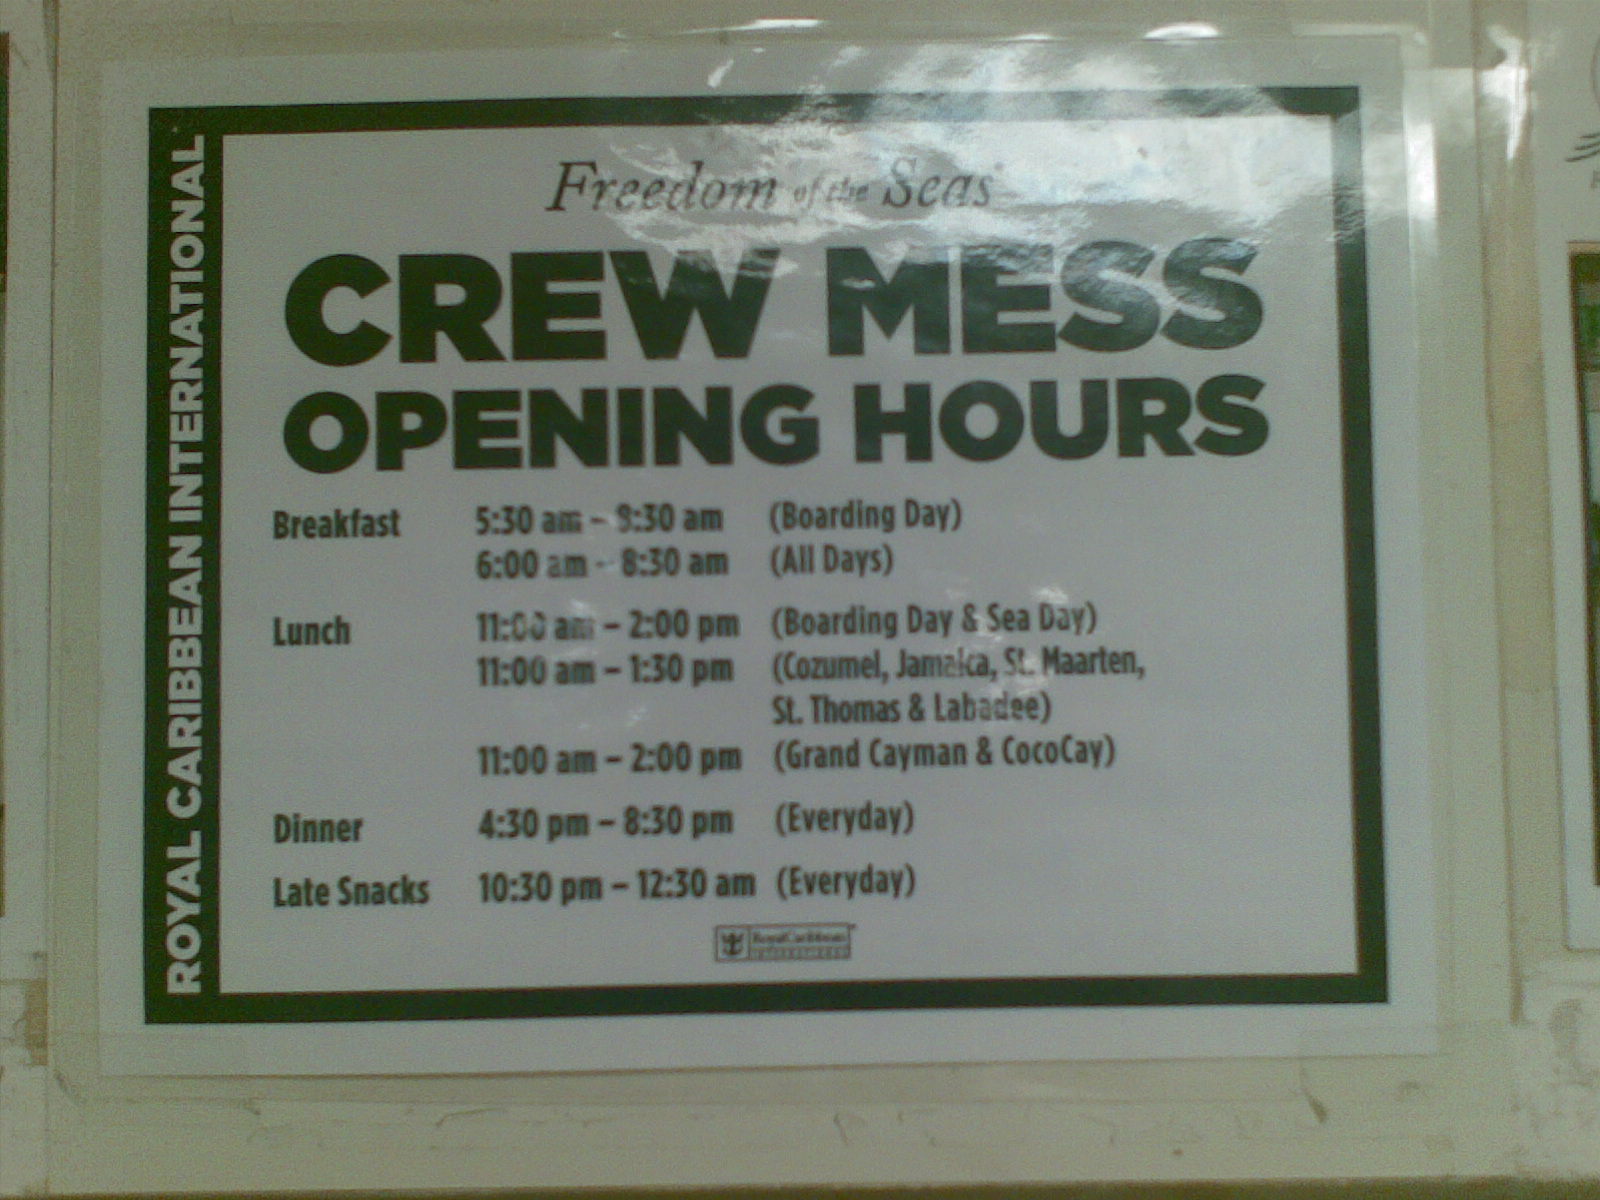 ROYAL CARIBBEAN INTERNATIONAL
Freedom of the Seas
CREW MESS
OPENING HOURS
Breakfast 5:30 am – 9:30 am (Boarding Day)
6:00 am - 8:30 am (All Days)
Lunch 11:00 am – 2:00 pm (Boarding Day & Sea Day)
11:00 am – 1:30 pm (Cozumel, Jamaica, St. Maarten,
St. Thomas & Labadee)
11:00 am – 2:00 pm (Grand Cayman & CocoCay)
Dinner 4:30 pm – 8:30 pm (Everyday)
Late Snacks 10:30 pm – 12:30 am (Everyday)
RoyalCaribbean
INTERNATIONAL